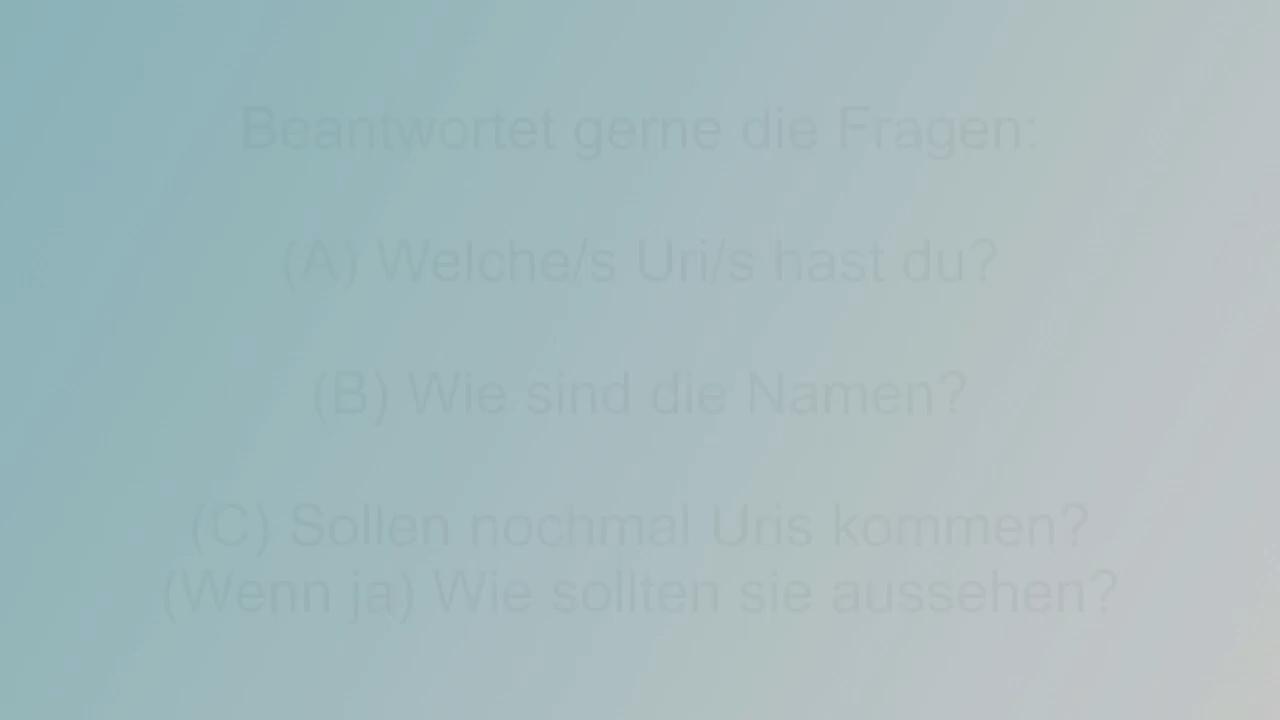 Beantwortet gerne die Fragen:
(A) Welche/s Uri/s hast du?
(B) Wie sind die Namen?
(C) Sollen nochmal Uris kommen?
(Wenn ja) Wie sollten sie aussehen?